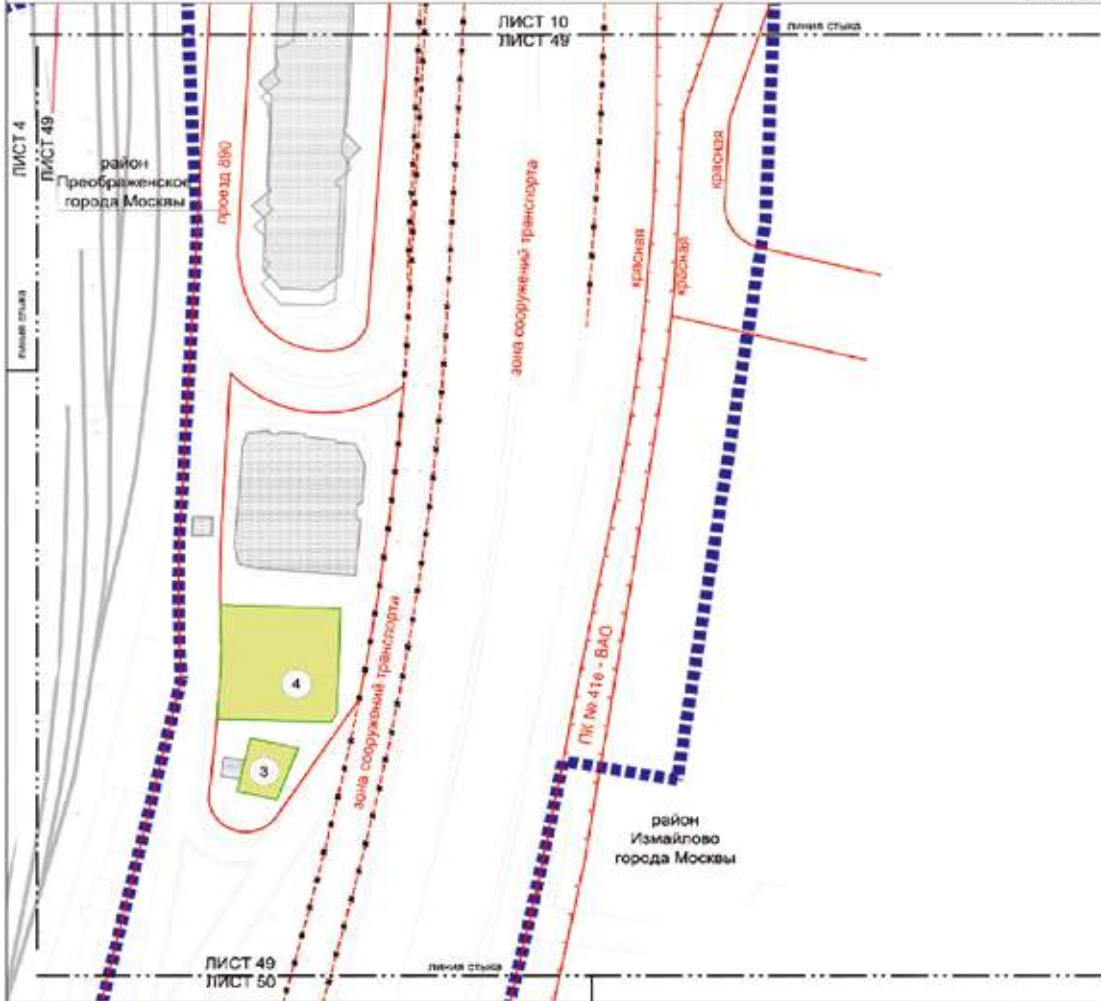 ЛИСТ 10
ЛИСТ 49
линия стыка
ЛИСТ 4
ЛИСТ 49
район
Преображенское
города Москвы
проезд 890
зона сооружений транспорта
красная
красная
красная
линия стыка
4
3
зона сооружений транспорта
ПК № 41е - ВАО
район
Измайлово
города Москвы
ЛИСТ 49
ЛИСТ 50
линия стыка